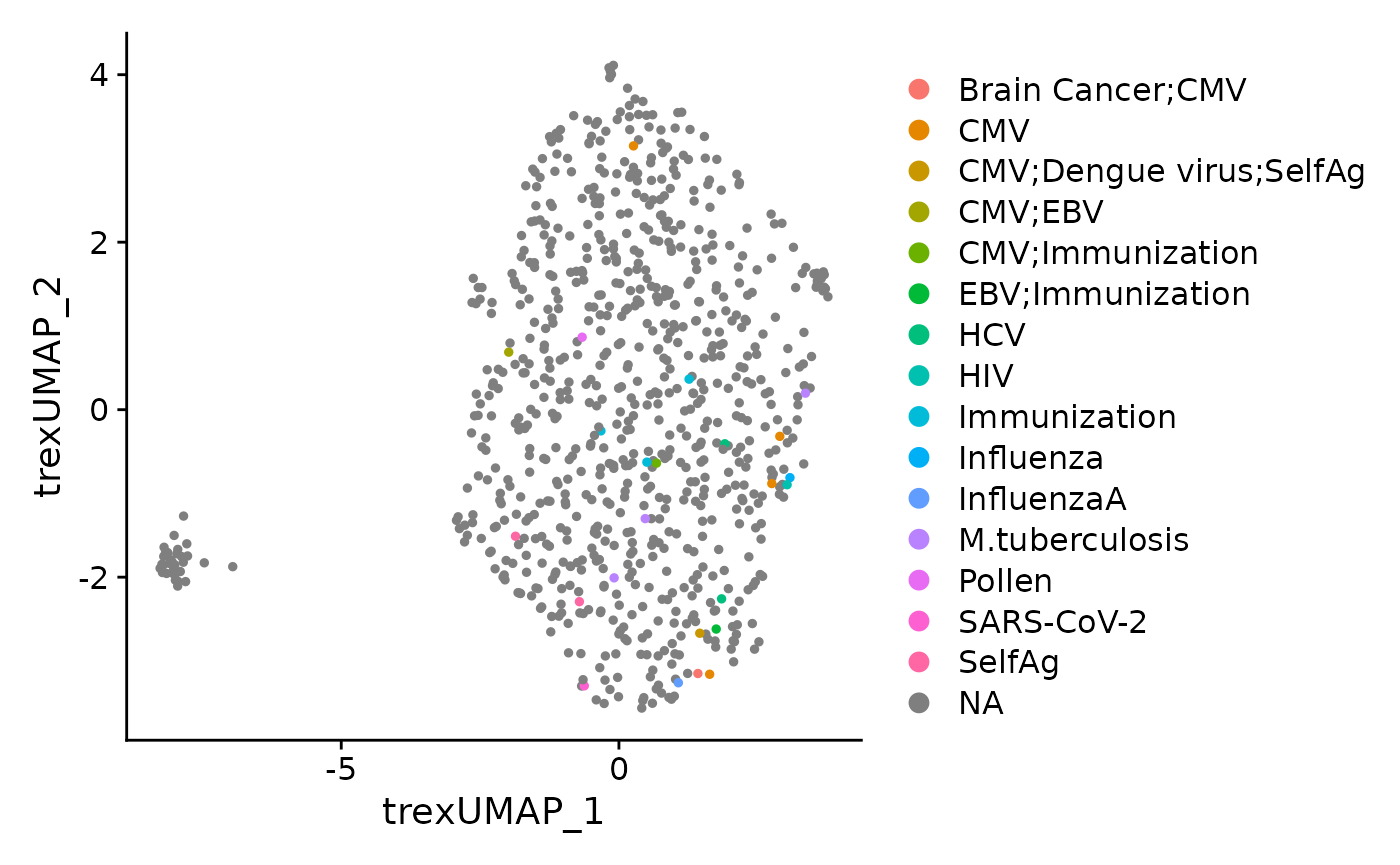 4
2
0
-2
trexUMAP_2
-5
0
trexUMAP_1
Brain Cancer;CMV
CMV
CMV;Dengue virus;SelfAg
CMV;EBV
CMV;Immunization
EBV;Immunization
HCV
HIV
Immunization
Influenza
InfluenzaA
M.tuberculosis
Pollen
SARS-CoV-2
SelfAg
NA